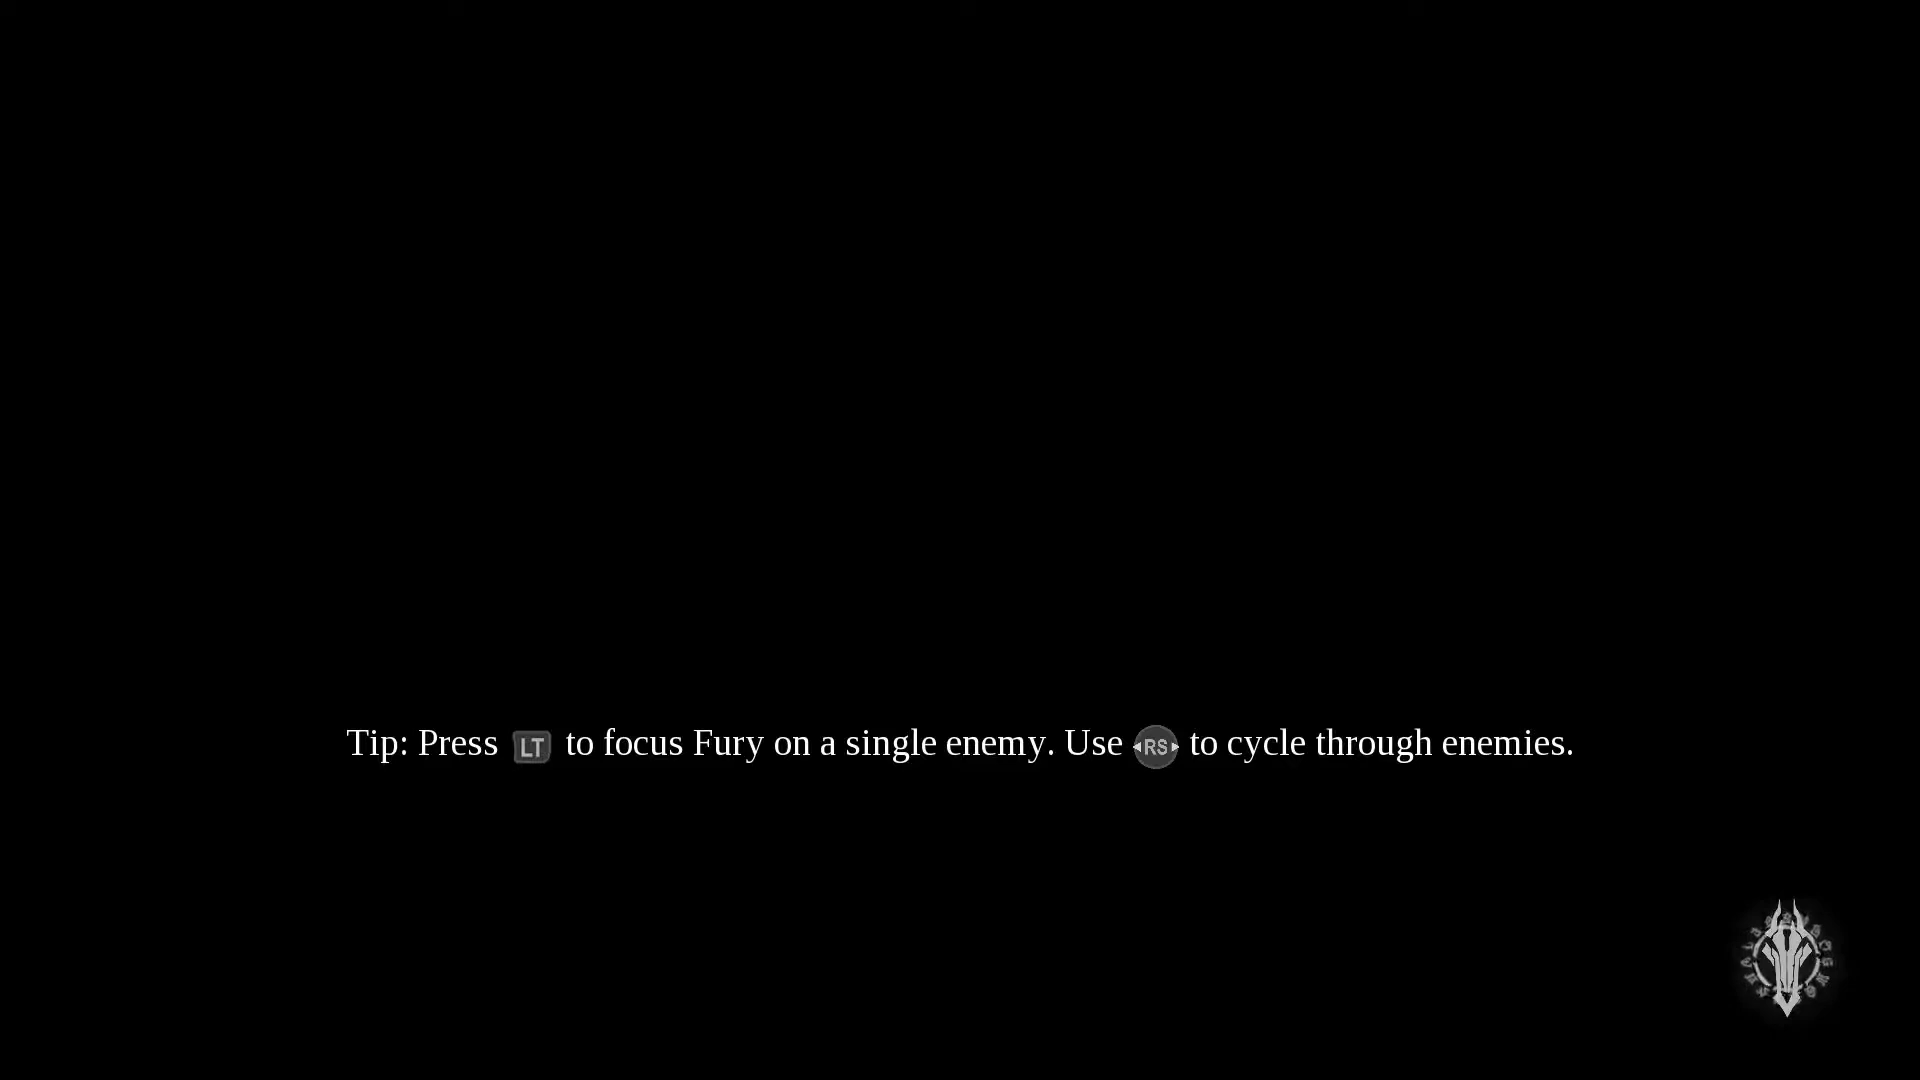 Tip: Press LT to focus Fury on a single enemy. Use RS to cycle through enemies.